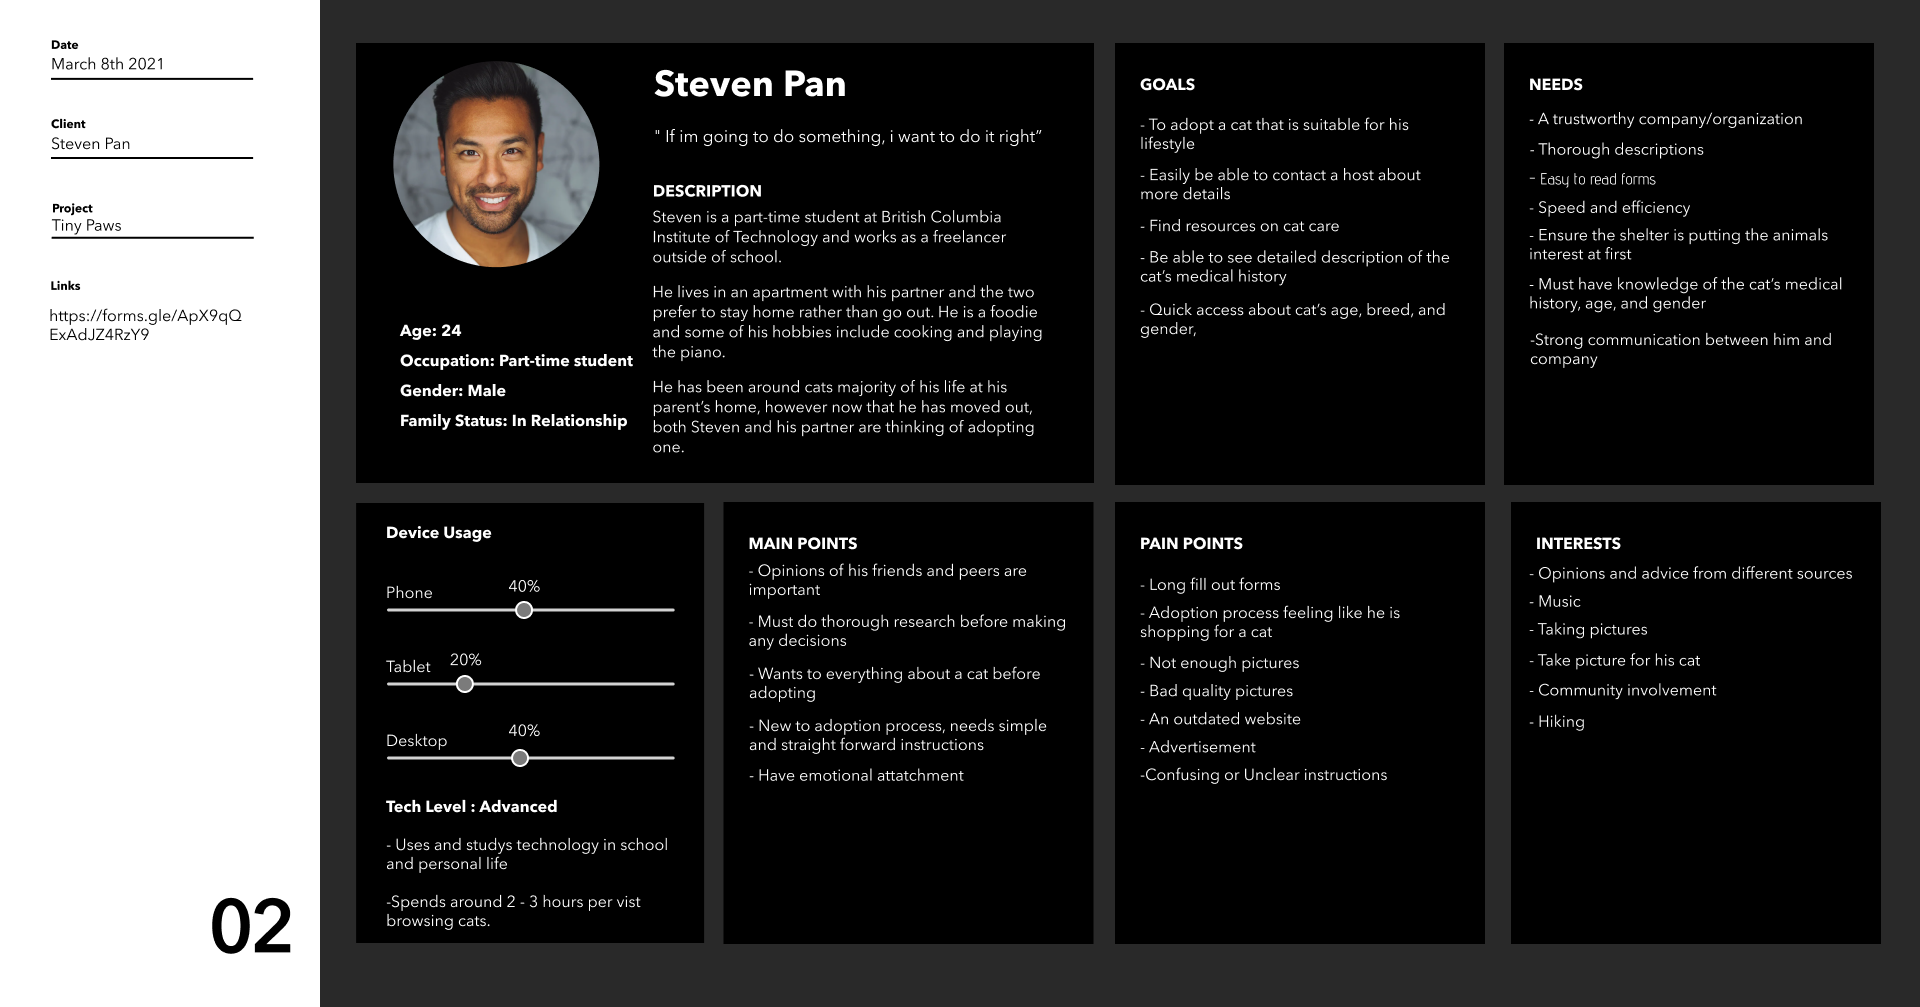 Date
March 8th 2021
Client
Steven Pan
Project
Tiny Paws
Links
https://forms.gle/ApX9qQ
ExAdJZ4RzY9
02
Steven Pan
" If im going to do something, i want to do it right”
Age: 24
Occupation: Part-time student
Gender: Male
Family Status: In Relationship
DESCRIPTION
Steven is a part-time student at British Columbia
Institute of Technology and works as a freelancer
outside of school.
He lives in an apartment with his partner and the two
prefer to stay home rather than go out. He is a foodie
and some of his hobbies include cooking and playing
the piano.
He has been around cats majority of his life at his
parent’s home, however now that he has moved out,
both Steven and his partner are thinking of adopting
one.
GOALS
- To adopt a cat that is suitable for his
lifestyle
- Easily be able to contact a host about
more details
- Find resources on cat care
- Be able to see detailed description of the
cat’s medical history
- Quick access about cat’s age, breed, and
gender,
NEEDS
- A trustworthy company/organization
- Thorough descriptions
- Easy to read forms
- Speed and efficiency
- Ensure the shelter is putting the animals
interest at first
- Must have knowledge of the cat’s medical
history, age, and gender
-Strong communication between him and
company
Device Usage
Phone
40%
Tablet
20%
Desktop
40%
Tech Level : Advanced
- Uses and studys technology in school
and personal life
-Spends around 2 - 3 hours per vist
browsing cats.
MAIN POINTS
- Opinions of his friends and peers are
important
- Must do thorough research before making
any decisions
- Wants to everything about a cat before
adopting
- New to adoption process, needs simple
and straight forward instructions
- Have emotional attatchment
PAIN POINTS
- Long fill out forms
- Adoption process feeling like he is
shopping for a cat
- Not enough pictures
- Bad quality pictures
- An outdated website
- Advertisement
-Confusing or Unclear instructions
INTERESTS
- Opinions and advice from different sources
- Music
- Taking pictures
- Take picture for his cat
- Community involvement
- Hiking